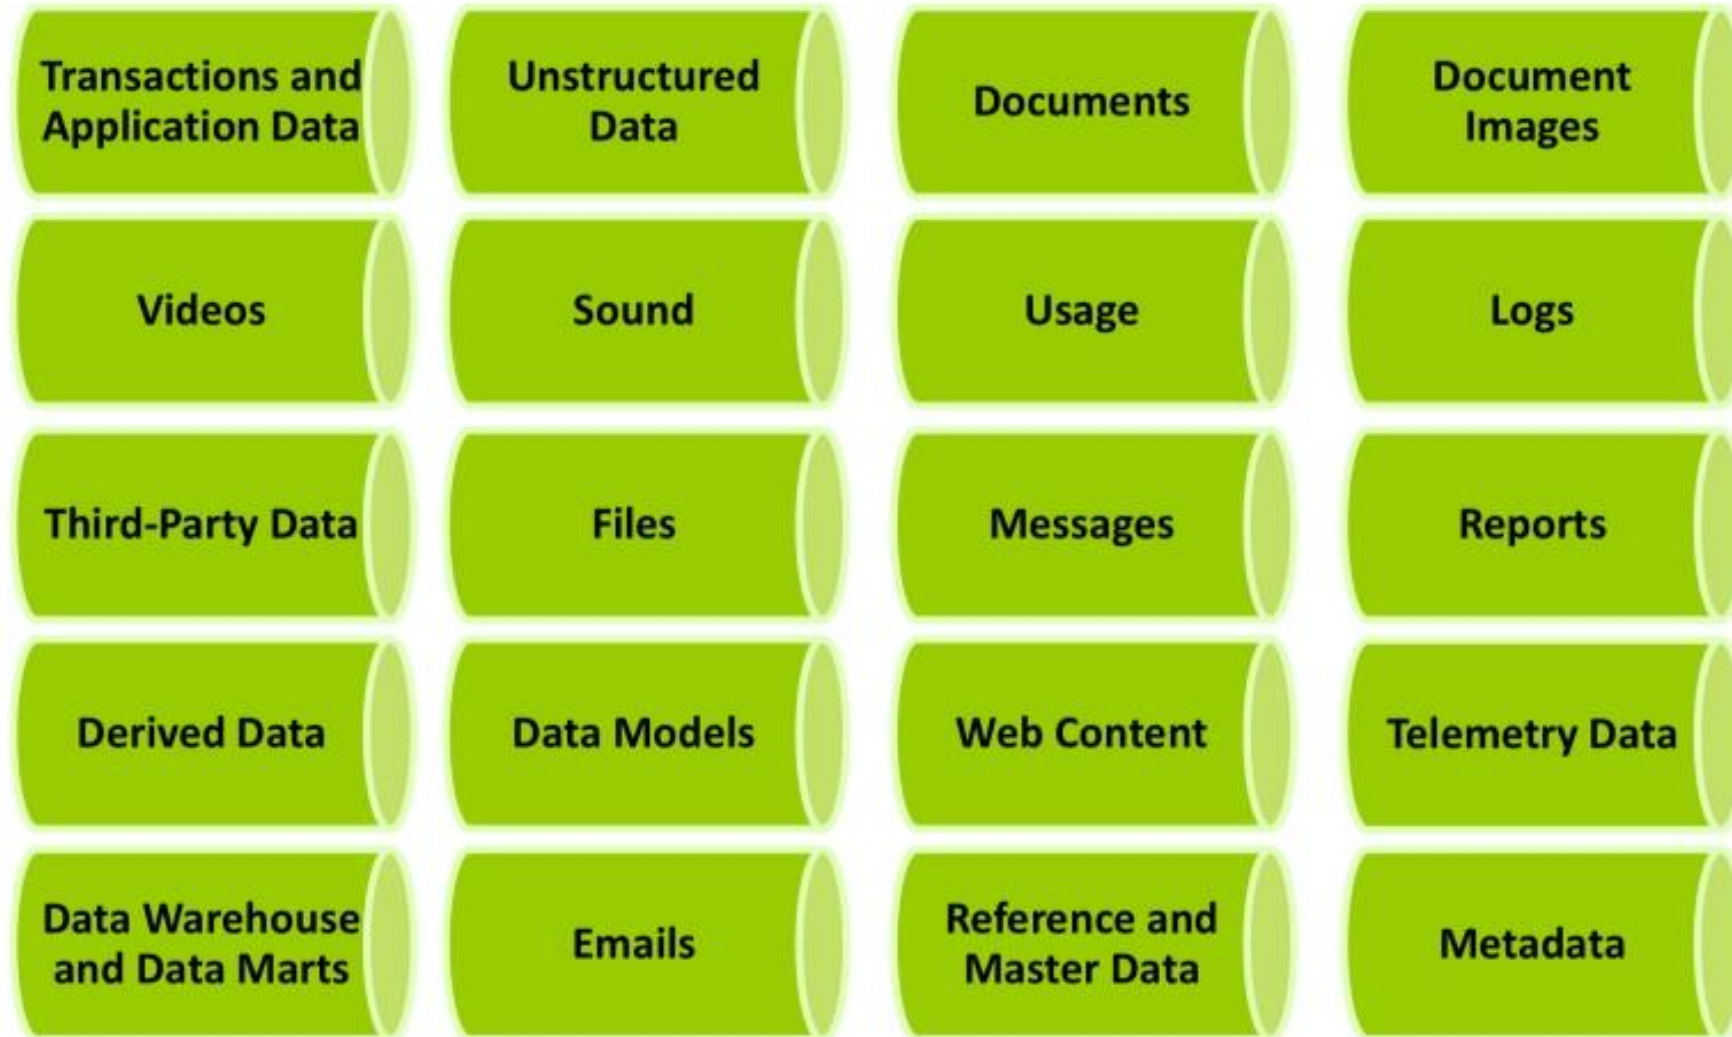 Transactions and
Application Data
Unstructured
Data
Documents
Document
Images
Videos
Sound
Usage
Logs
Third-Party Data
Files
Messages
Reports
Derived Data
Data Models
Web Content
Telemetry Data
Data Warehouse
and Data Marts
Emails
Reference and
Master Data
Metadata